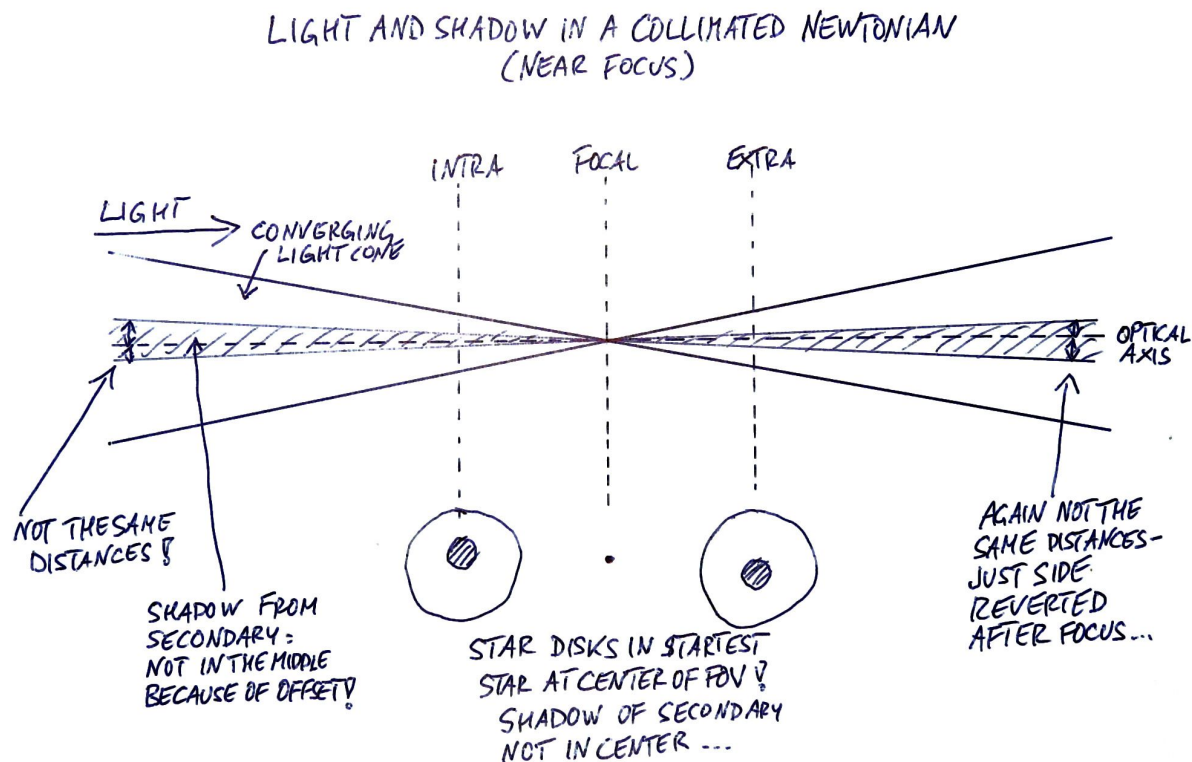 LIGHT AND SHADOW IN A COLLIMATED NEWTONIAN
(NEAR FOCUS)
INTRA
FOCAL
EXTRA
LIGHT
CONVERGING
LIGHT CONE
OPTICAL
AXIS
NOT THE SAME
DISTANCES!
SHADOW FROM
SECONDARY:
NOT IN THE MIDDLE
BECAUSE OF OFFSET!
STAR DISKS IN STARTEST
STAR AT CENTER OF FOV!
SHADOW OF SECONDARY
NOT IN CENTER ...
AGAIN NOT THE
SAME DISTANCES-
JUST SIDE
REVERTED
AFTER FOCUS...